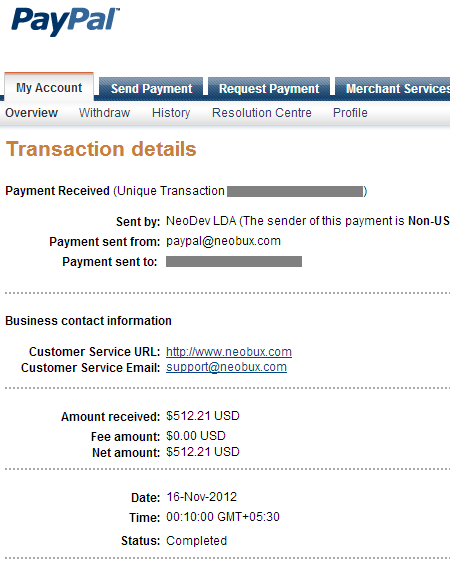 PayPal™
My Account Send Payment Request Payment Merchant Services
Overview Withdraw History Resolution Centre Profile
Transaction details
Payment Received (Unique Transaction )
Sent by: NeoDev LDA (The sender of this payment is Non-US
Payment sent from: paypal@neobux.com
Payment sent to:
Business contact information
Customer Service URL: http://www.neobux.com
Customer Service Email: support@neobux.com
Amount received: $512.21 USD
Fee amount: $0.00 USD
Net amount: $512.21 USD
Date: 16-Nov-2012
Time: 00:10:00 GMT+05:30
Status: Completed